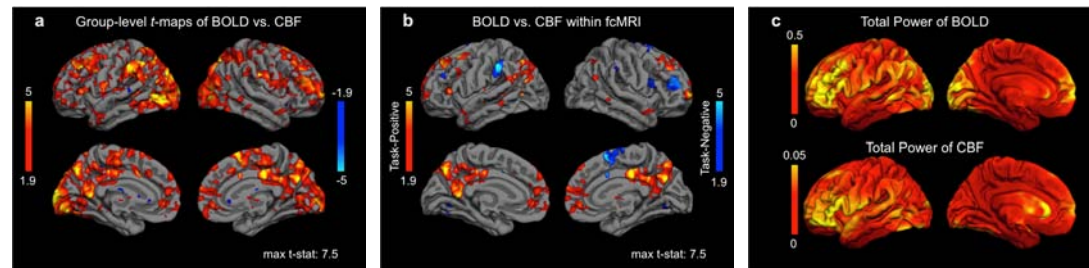 a Group-level t-maps of BOLD vs. CBF
5
1.9
-1.9
-5
max t-stat: 7.5
b BOLD vs. CBF within fcMRI
5
Task-Positive
1.9
5
Task-Negative
1.9
max t-stat: 7.5
c Total Power of BOLD
0.5
0
Total Power of CBF
0.05
0